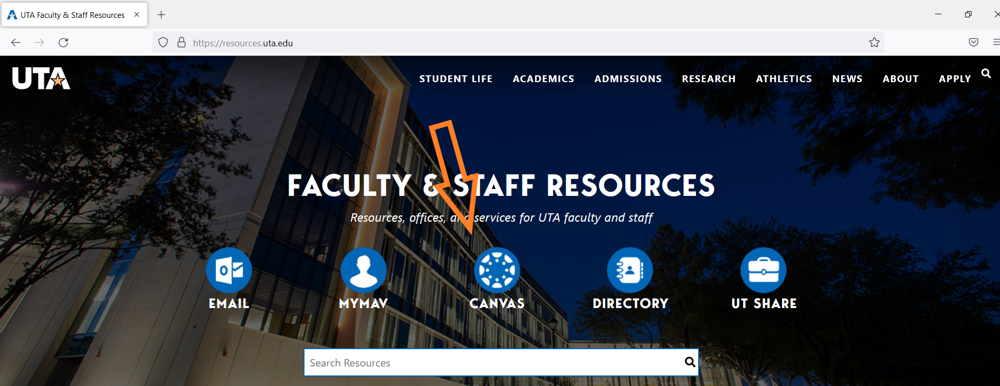 UTA Faculty & Staff Resources
https://resources.uta.edu
UTA
STUDENT LIFE ACADEMICS ADMISSIONS RESEARCH ATHLETICS NEWS ABOUT APPLY
FACULTY & STAFF RESOURCES
Resources, offices, and services for UTA faculty and staff
EMAIL MYMAV CANVAS DIRECTORY UT SHARE
Search Resources